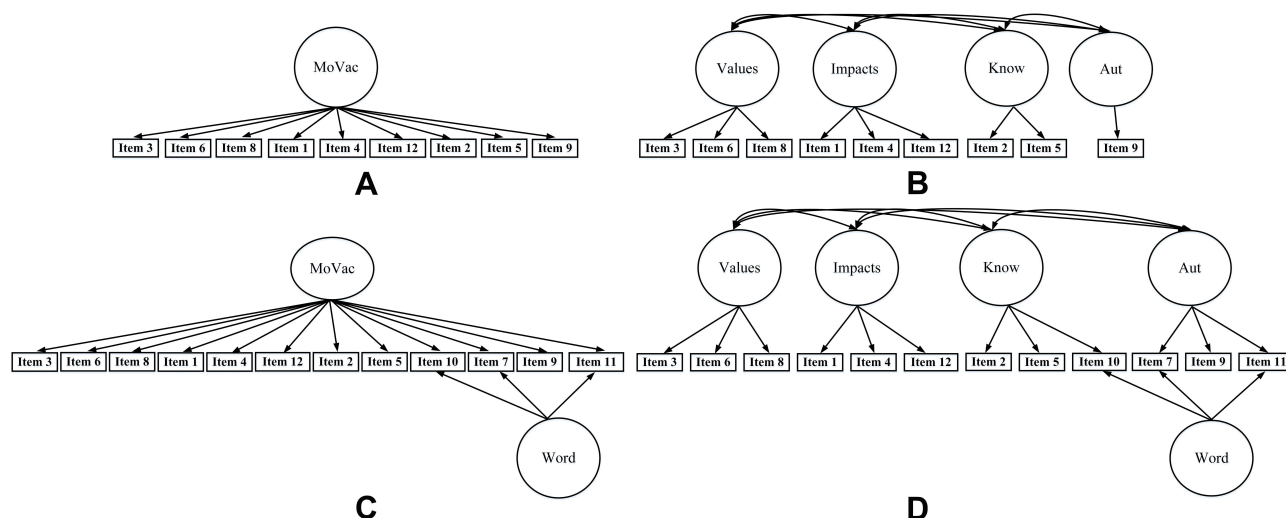 MoVac
Item 3 Item 6 Item 8 Item 1 Item 4 Item 12 Item 2 Item 5 Item 9
A
Values Impacts Know Aut
Item 3 Item 6 Item 8 Item 1 Item 4 Item 12 Item 2 Item 5 Item 9
B
MoVac
Item 3 Item 6 Item 8 Item 1 Item 4 Item 12 Item 2 Item 5 Item 10 Item 7 Item 9 Item 11
Word
C
Values Impacts Know Aut
Item 3 Item 6 Item 8 Item 1 Item 4 Item 12 Item 2 Item 5 Item 10 Item 7 Item 9 Item 11
Word
D